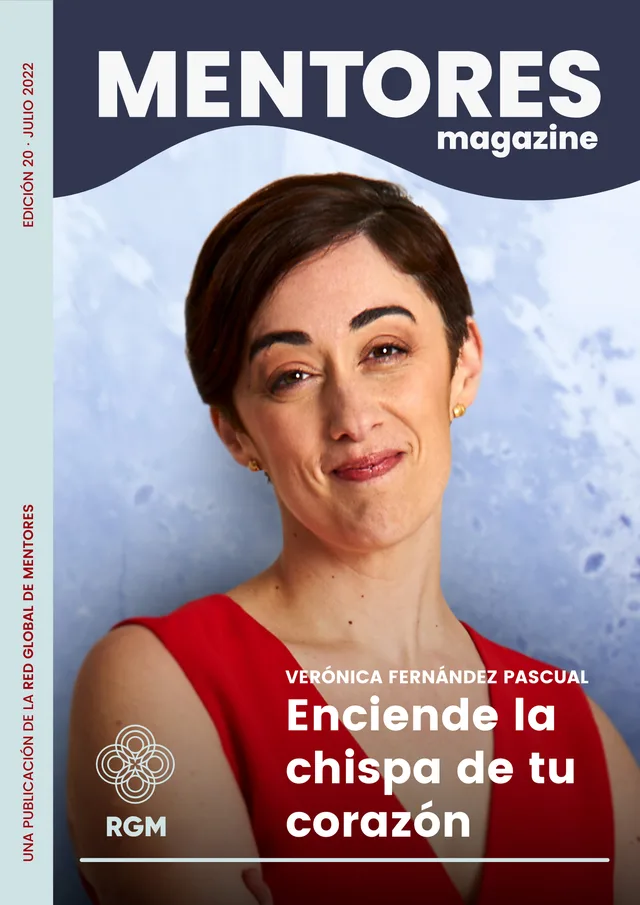 MENTORES
magazine
EDICIÓN 20 · JULIO 2022
UNA PUBLICACIÓN DE LA RED GLOBAL DE MENTORES
VERÓNICA FERNÁNDEZ PASCUAL
Enciende la
chispa de tu
corazón
RGM